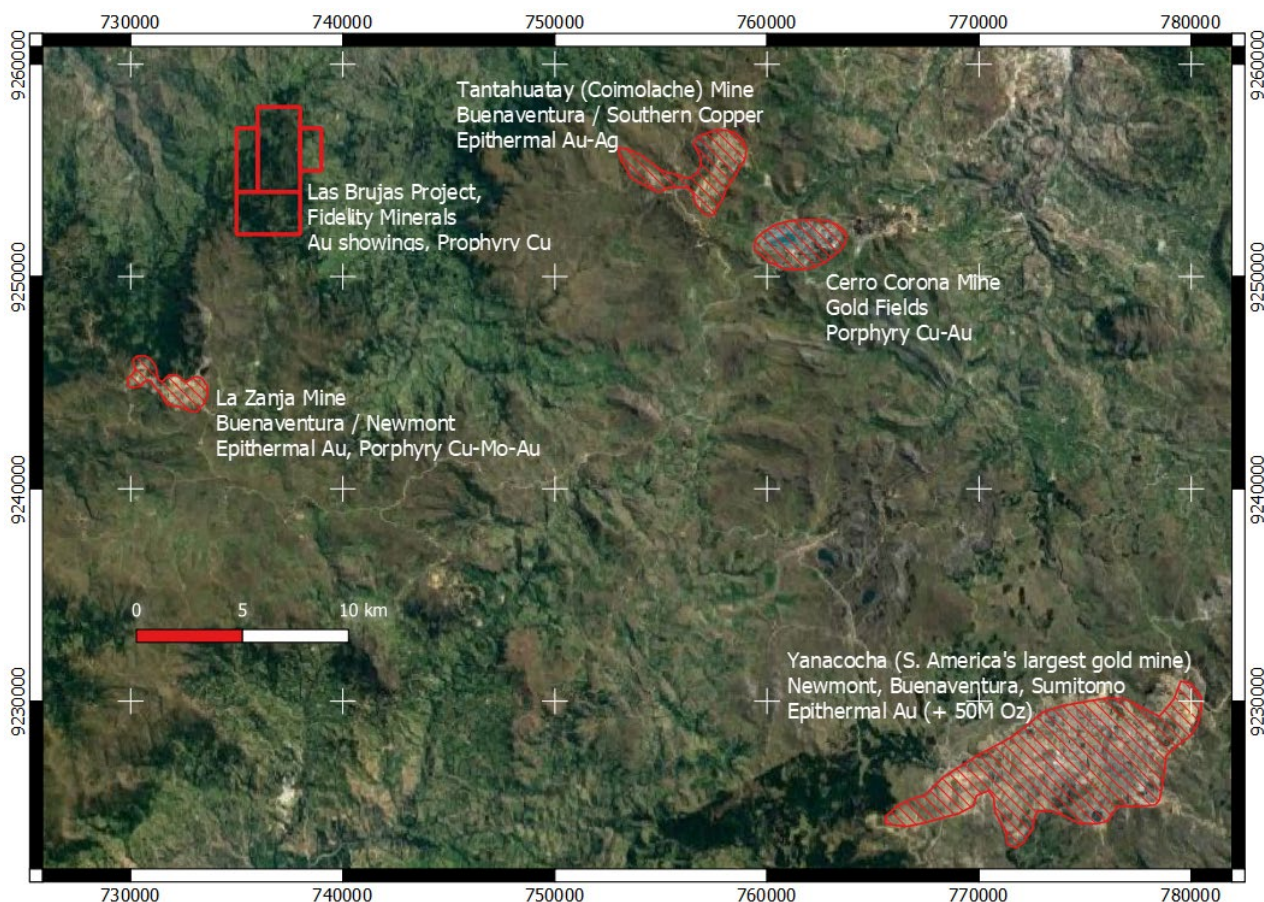 730000 740000 750000 760000 770000 780000
9260000 9260000
Tantahuatay (Coimolache) Mine
Buenaventura / Southern Copper
Epithermal Au-Ag
Las Brujas Project,
Fidelity Minerals
Au showings, Prophyry Cu
9250000 9250000
Cerro Corona Mine
Gold Fields
Porphyry Cu-Au
La Zanja Mine
Buenaventura / Newmont
Epithermal Au, Porphyry Cu-Mo-Au
9240000 9240000
0 5 10 km
Yanacocha (S. America's largest gold mine)
Newmont, Buenaventura, Sumitomo
Epithermal Au (+ 50M Oz)
9230000 9230000
730000 740000 750000 760000 770000 780000